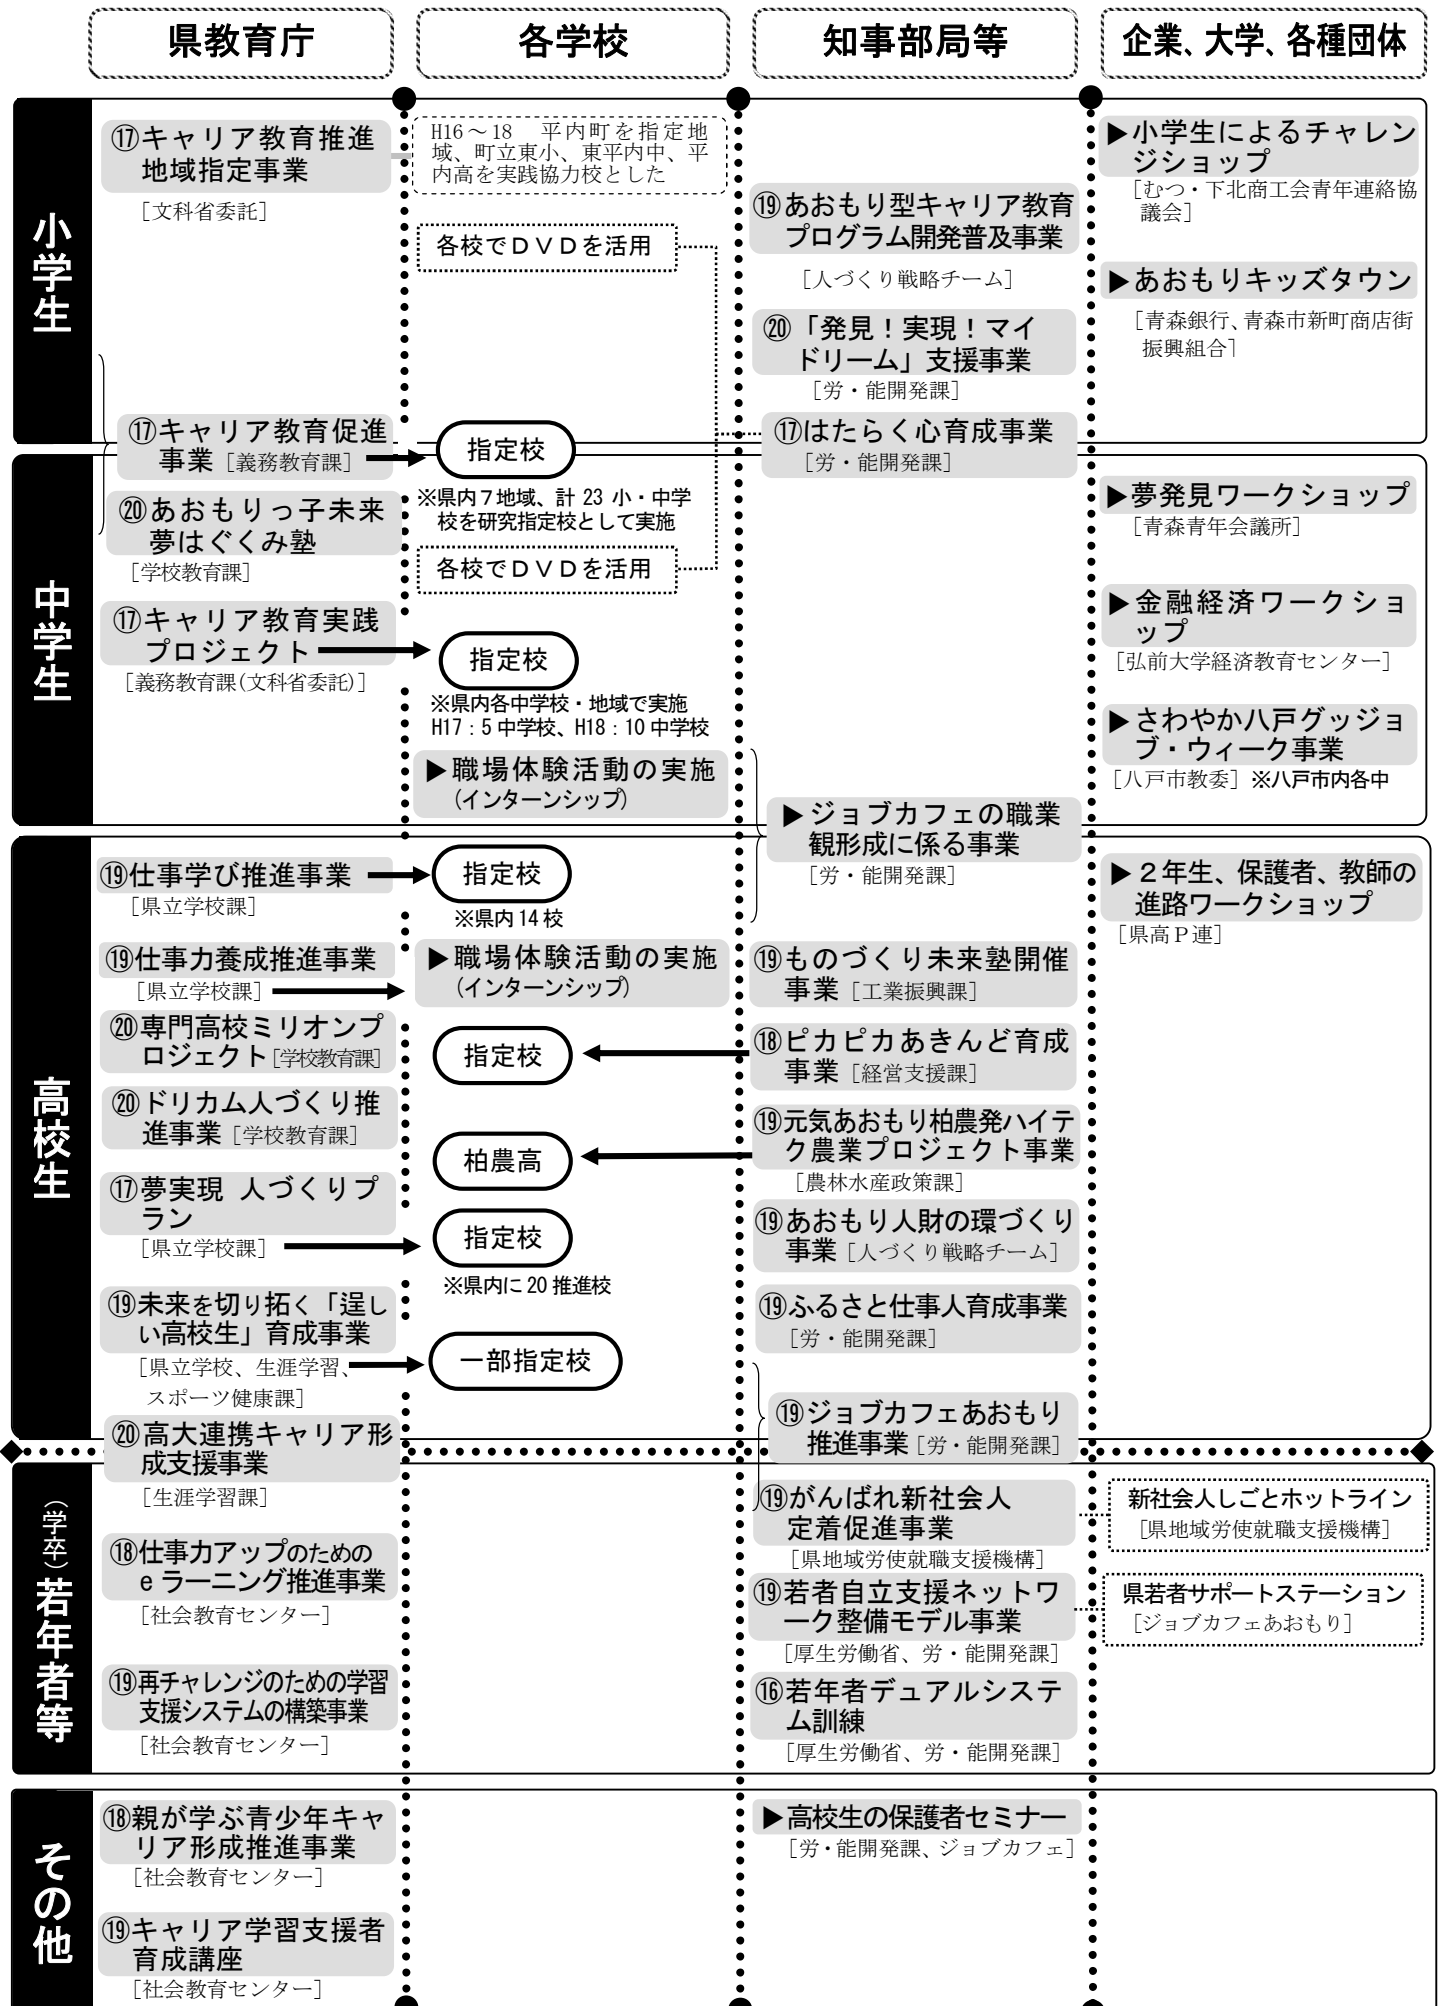 県教育庁
各学校
知事部局等
企業、大学、各種団体
小学生
⑰キャリア教育推進
地域指定事業
［文科省委託］
H16～18　平内町を指定地
域、町立東小、東平内中、平
内高を実践協力校とした
各校でＤＶＤを活用
⑲あおもり型キャリア教育
プログラム開発普及事業
［人づくり戦略チーム］
⑳「発見！実現！マイ
ドリーム」支援事業
［労・能開発課］
▶小学生によるチャレン
ジショップ
［むつ・下北商工会青年連絡協
議会］
▶あおもりキッズタウン
［青森銀行、青森市新町商店街
振興組合］
⑰キャリア教育促進
事業［義務教育課］
指定校
※県内７地域、計 23 小・中学
校を研究指定校として実施
⑰はたらく心育成事業
［労・能開発課］
中学生
⑳あおもりっ子未来
夢はぐくみ塾
［学校教育課］
各校でＤＶＤを活用
⑰キャリア教育実践
プロジェクト
［義務教育課(文科省委託)］
指定校
※県内各中学校・地域で実施
H17：5 中学校、H18：10 中学校
▶職場体験活動の実施
(インターンシップ)
▶ジョブカフェの職業
観形成に係る事業
［労・能開発課］
▶夢発見ワークショップ
［青森青年会議所］
▶金融経済ワークショ
ップ
［弘前大学経済教育センター］
▶さわやか八戸グッジョ
ブ・ウィーク事業
［八戸市教委］※八戸市内各中
高校生
⑲仕事学び推進事業
［県立学校課］
指定校
※県内 14 校
⑲仕事力養成推進事業
［県立学校課］
▶職場体験活動の実施
(インターンシップ)
⑳専門高校ミリオンプ
ロジェクト［学校教育課］
指定校
⑳ドリカム人づくり推
進事業［学校教育課］
柏農高
⑰夢実現 人づくりプ
ラン
［県立学校課］
指定校
※県内に 20 推進校
⑲未来を切り拓く「逞し
い高校生」育成事業
［県立学校、生涯学習、
スポーツ健康課］
一部指定校
⑳高大連携キャリア形
成支援事業
［生涯学習課］
⑲ものづくり未来塾開催
事業［工業振興課］
⑱ピカピカあきんど育成
事業［経営支援課］
⑲元気あおもり柏農発ハイテ
ク農業プロジェクト事業
［農林水産政策課］
⑲あおもり人財の環づくり
事業［人づくり戦略チーム］
⑲ふるさと仕事人育成事業
［労・能開発課］
⑲ジョブカフェあおもり
推進事業［労・能開発課］
▶２年生、保護者、教師の
進路ワークショップ
［県高Ｐ連］
（学卒）若年者等
⑱仕事力アップのための
e ラーニング推進事業
［社会教育センター］
⑲再チャレンジのための学習
支援システムの構築事業
［社会教育センター］
⑲がんばれ新社会人
定着促進事業
［県地域労使就職支援機構］
⑲若者自立支援ネットワ
ーク整備モデル事業
［厚生労働省、労・能開発課］
⑯若年者デュアルシステ
ム訓練
［厚生労働省、労・能開発課］
新社会人しごとホットライン
［県地域労使就職支援機構］
県若者サポートステーション
［ジョブカフェあおもり］
その他
⑱親が学ぶ青少年キャ
リア形成推進事業
［社会教育センター］
⑲キャリア学習支援者
育成講座
［社会教育センター］
▶高校生の保護者セミナー
［労・能開発課、ジョブカフェ］